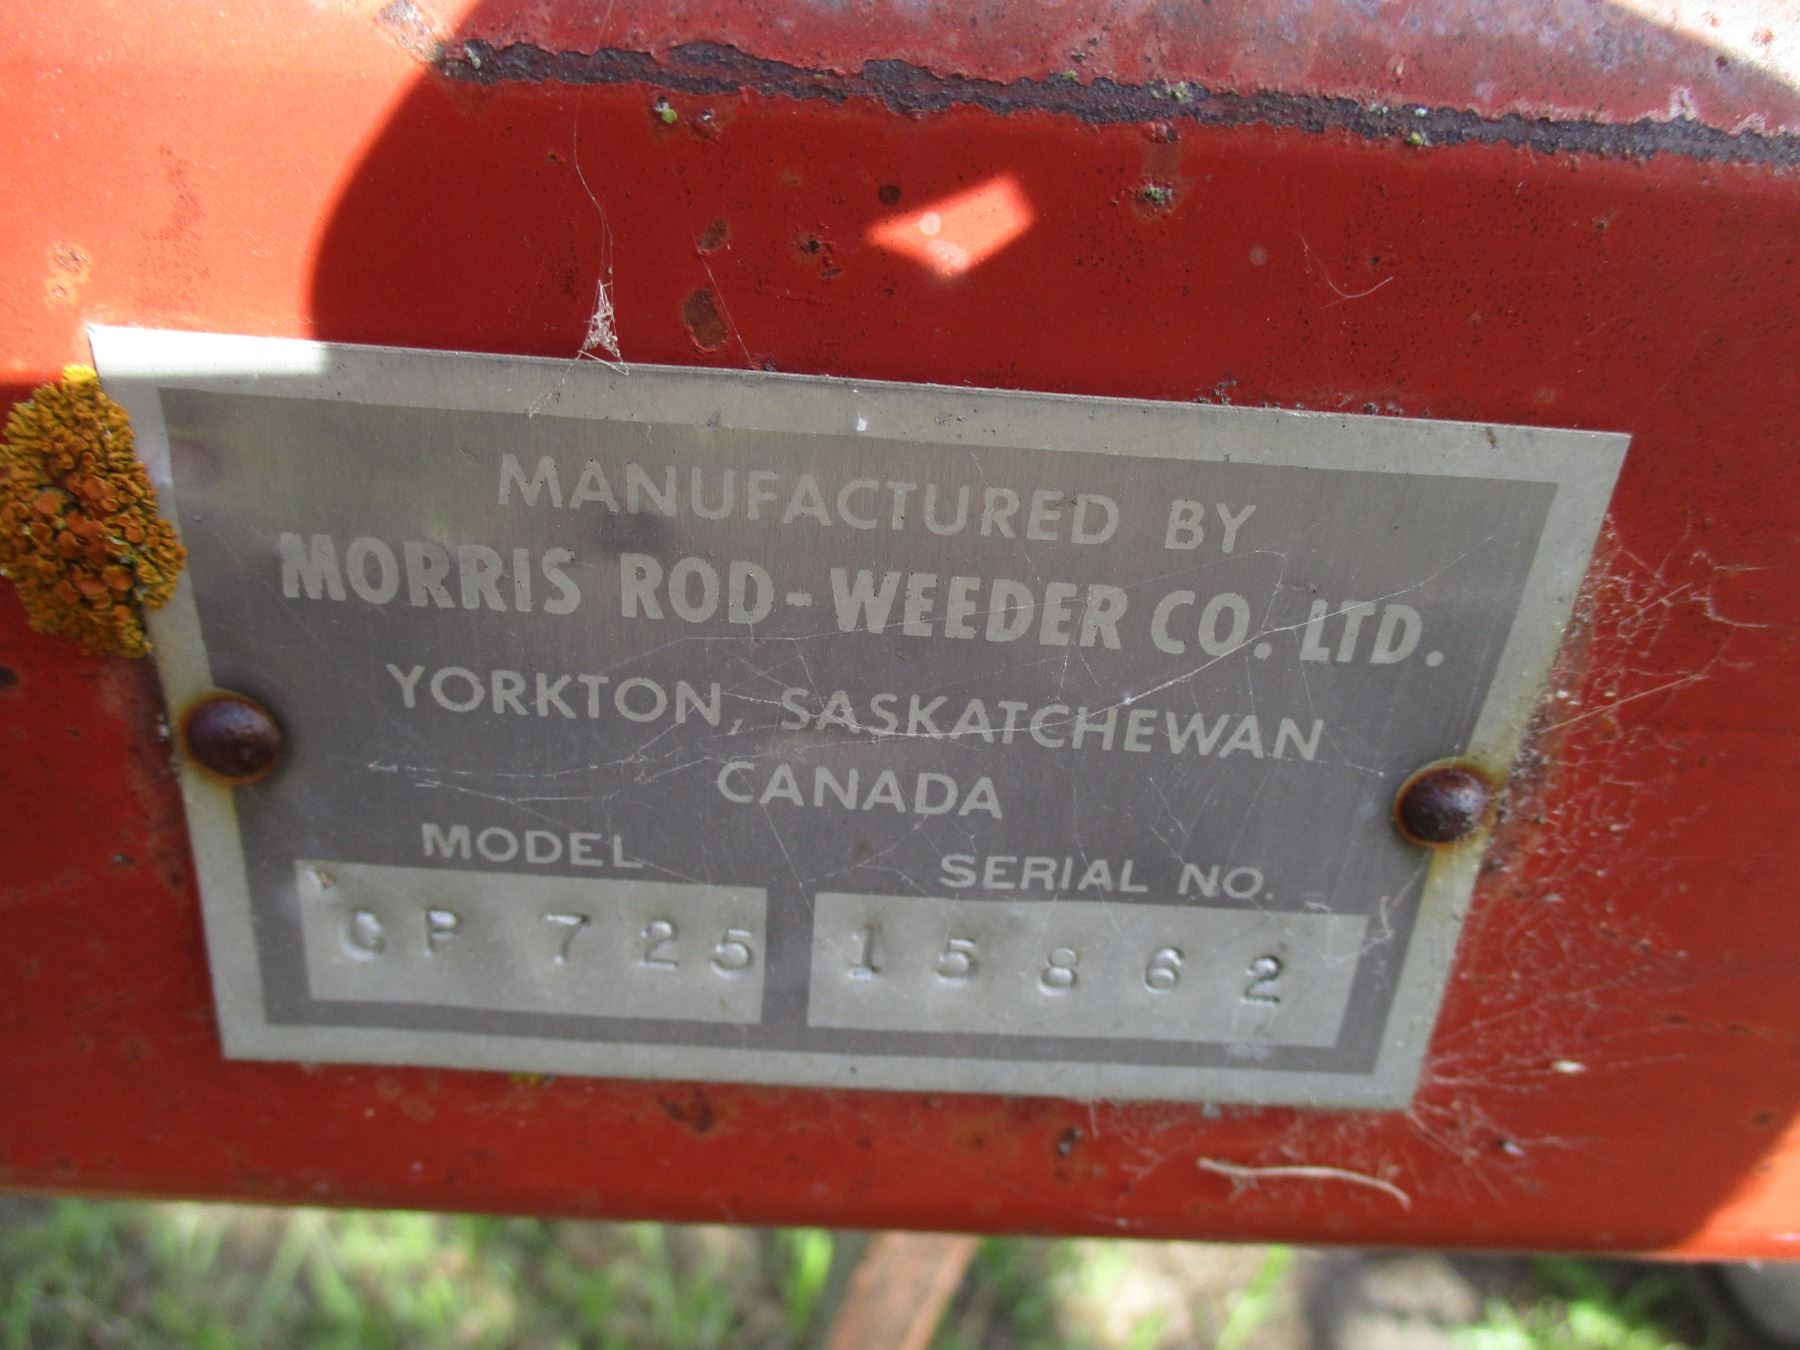 MANUFACTURED BY
MORRIS ROD-WEEDER CO. LTD.
YORKTON, SASKATCHEWAN
CANADA
MODEL SERIAL NO.
CP 725 15862